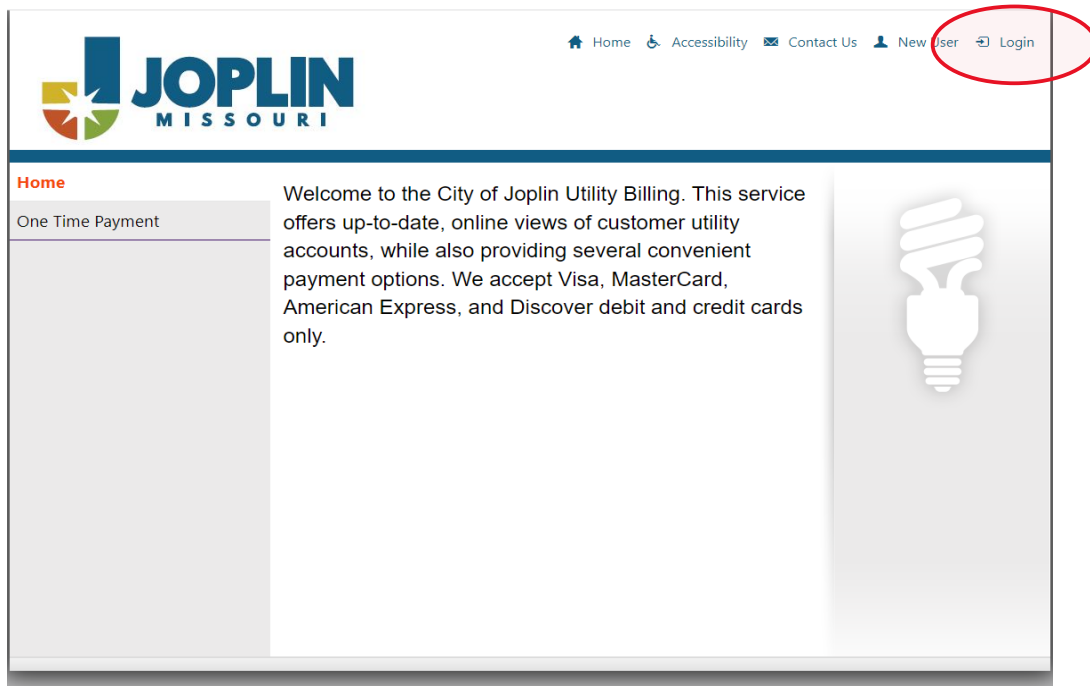 Home Accessibility Contact Us New User Login
JOPLIN
MISSOURI
Home
One Time Payment
Welcome to the City of Joplin Utility Billing. This service
offers up-to-date, online views of customer utility
accounts, while also providing several convenient
payment options. We accept Visa, MasterCard,
American Express, and Discover debit and credit cards
only.